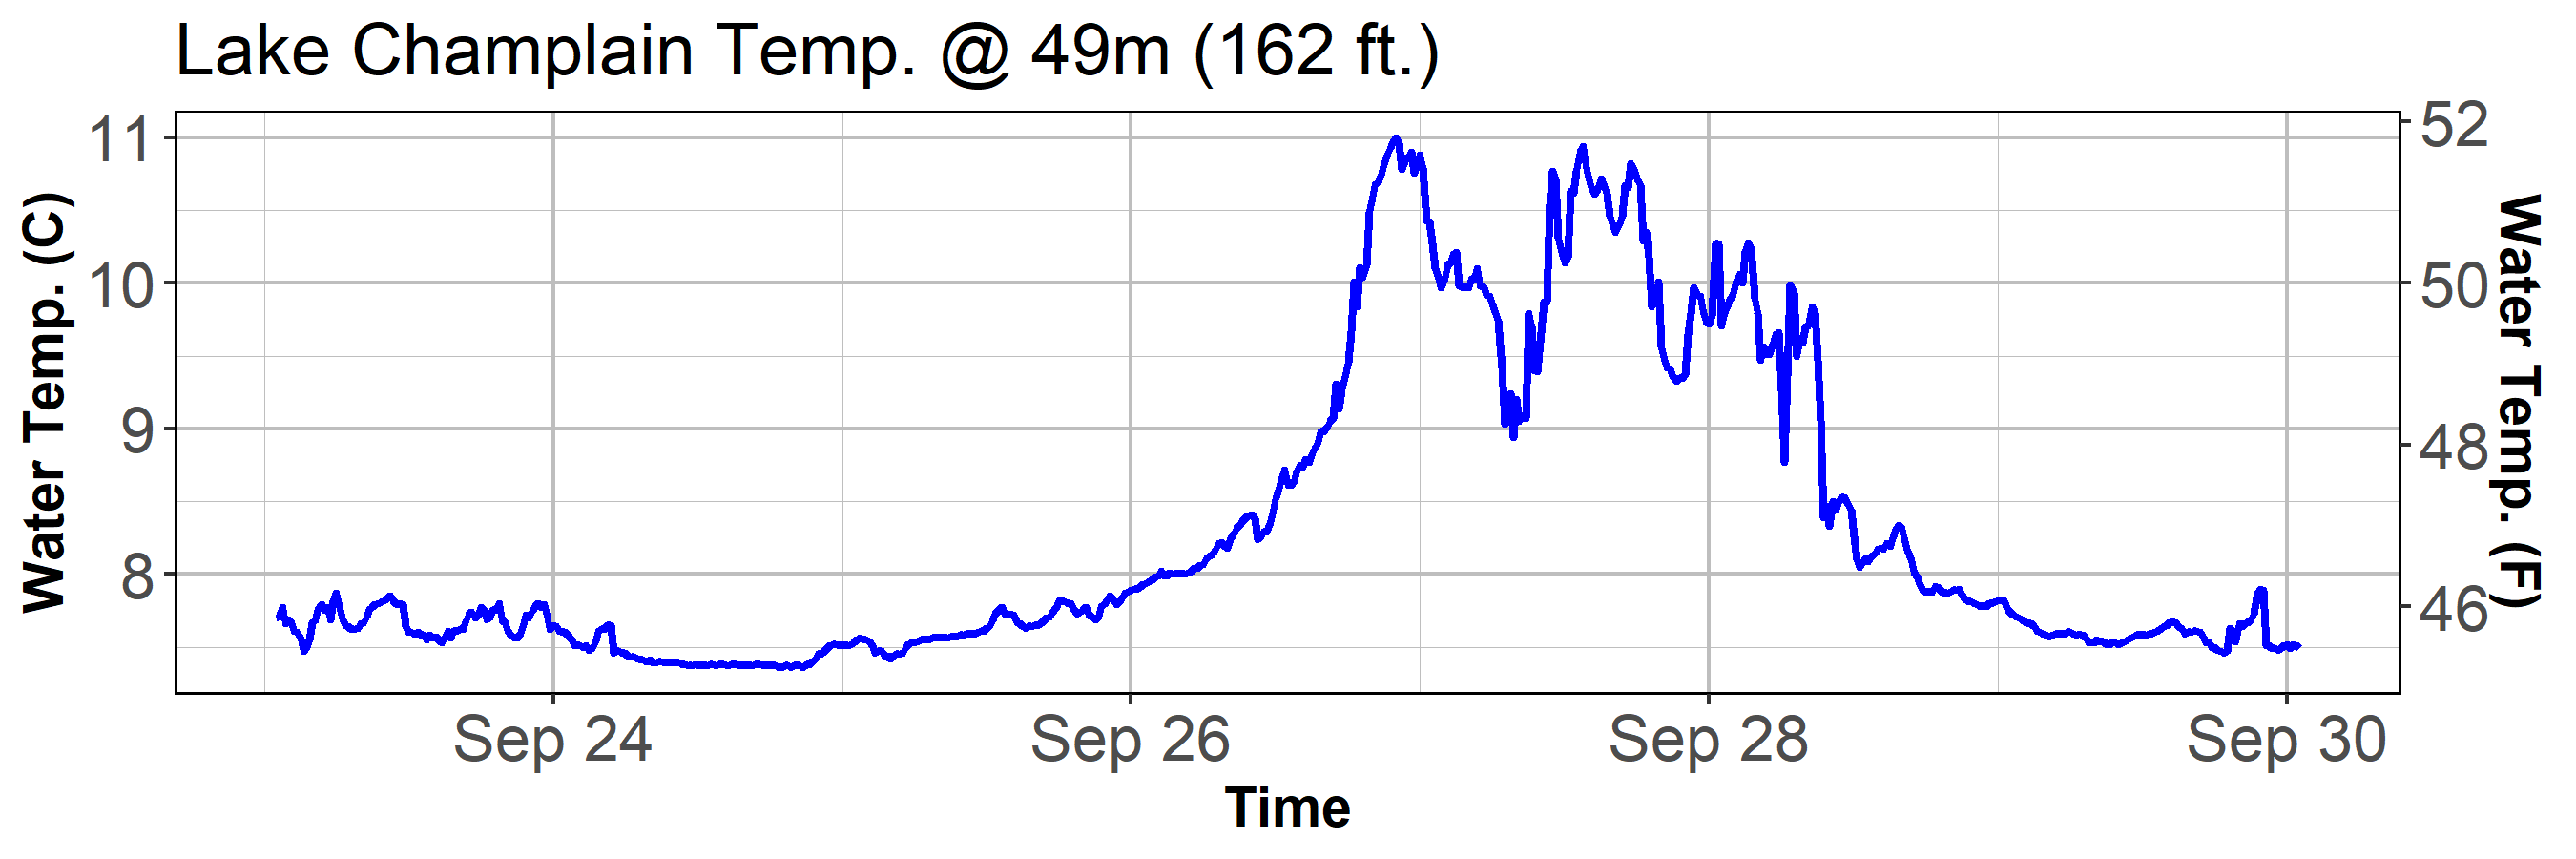 Lake Champlain Temp. @ 49m (162 ft.)
Water Temp. (C)
11
10
9
8
52
50
48
46
Water Temp. (F)
Sep 24
Sep 26
Sep 28
Sep 30
Time